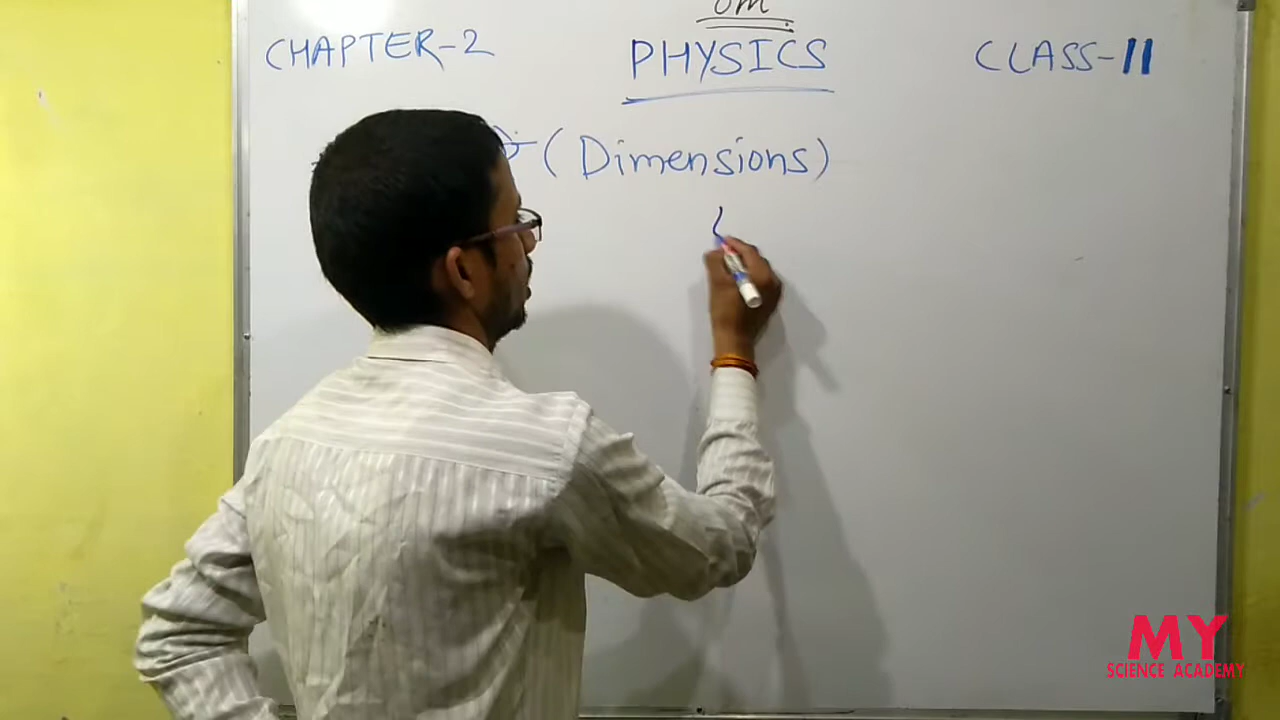 om
CHAPTER-2 PHYSICS CLASS-11
(Dimensions)
MY
SCIENCE ACADEMY